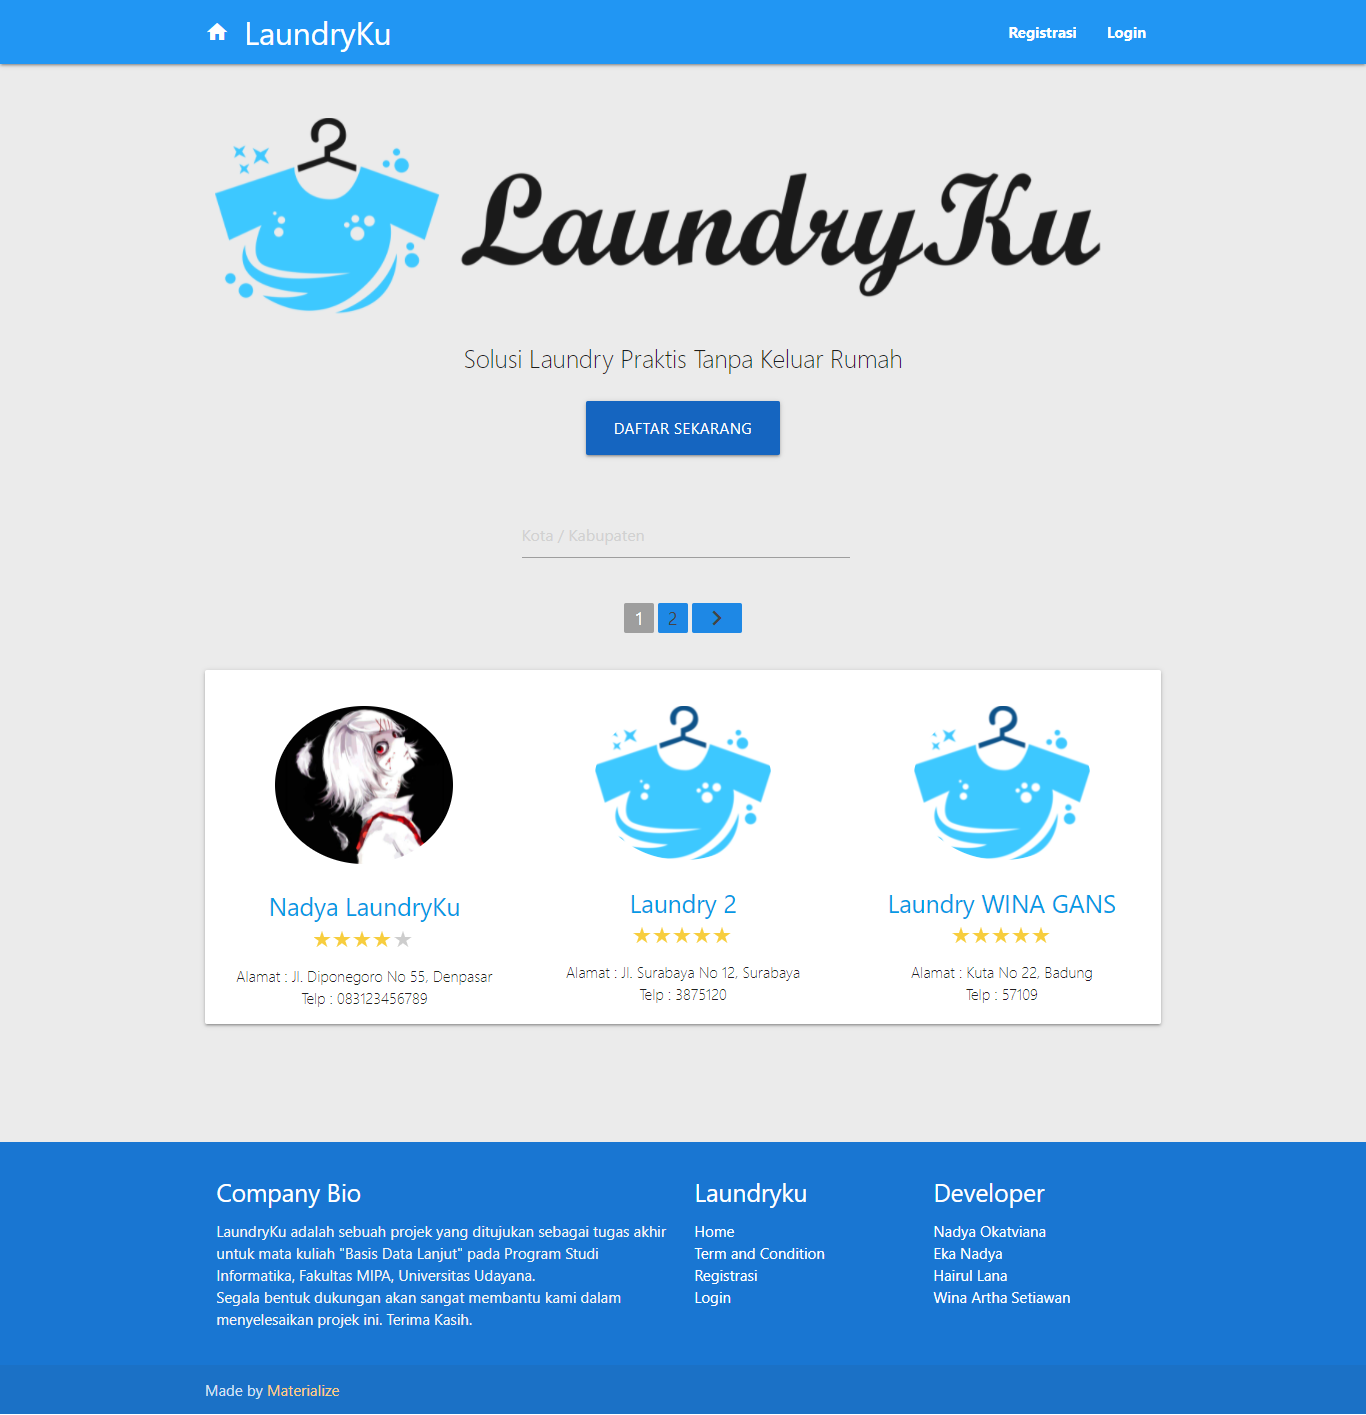 LaundryKu
Registrasi
Login
LaundryKu
Solusi Laundry Praktis Tanpa Keluar Rumah
DAFTAR SEKARANG
Kota / Kabupaten
1 2
Nadya LaundryKu
★★★★★
Alamat : Jl. Diponegoro No 55, Denpasar
Telp : 083123456789
Laundry 2
★★★★★
Alamat : Jl. Surabaya No 12, Surabaya
Telp : 3875120
Laundry WINA GANS
★★★★★
Alamat : Kuta No 22, Badung
Telp : 57109
Company Bio
LaundryKu adalah sebuah projek yang ditujukan sebagai tugas akhir
untuk mata kuliah "Basis Data Lanjut" pada Program Studi
Informatika, Fakultas MIPA, Universitas Udayana.
Segala bentuk dukungan akan sangat membantu kami dalam
menyelesaikan projek ini. Terima Kasih.
Laundryku
Home
Term and Condition
Registrasi
Login
Developer
Nadya Okatviana
Eka Nadya
Hairul Lana
Wina Artha Setiawan
Made by Materialize